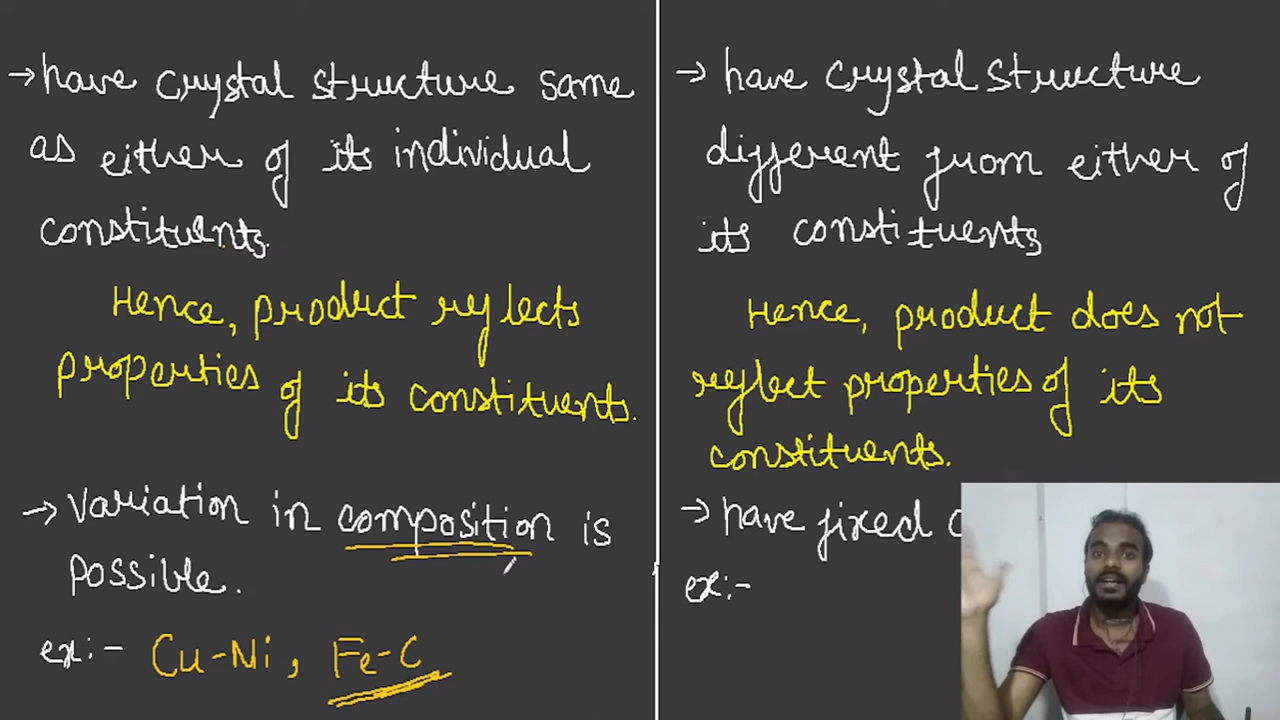 → have crystal structure same
as either of its individual
constituents.
Hence, product reflects
properties of its constituents.
→ variation in composition is
possible.
ex:- Cu-Ni, Fe-C
→ have crystal structure
different from either of
its constituents
Hence, product does not
reflect properties of its
constituents.
→ have fixed
ex:-